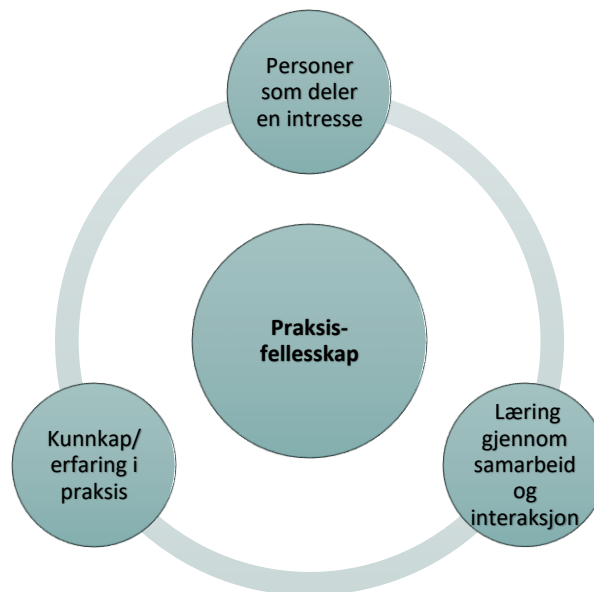 Personer
som deler
en intresse
Praksis-
fellesskap
Kunnkap/
erfaring i
praksis
Læring
gjennom
samarbeid
og
interaksjon